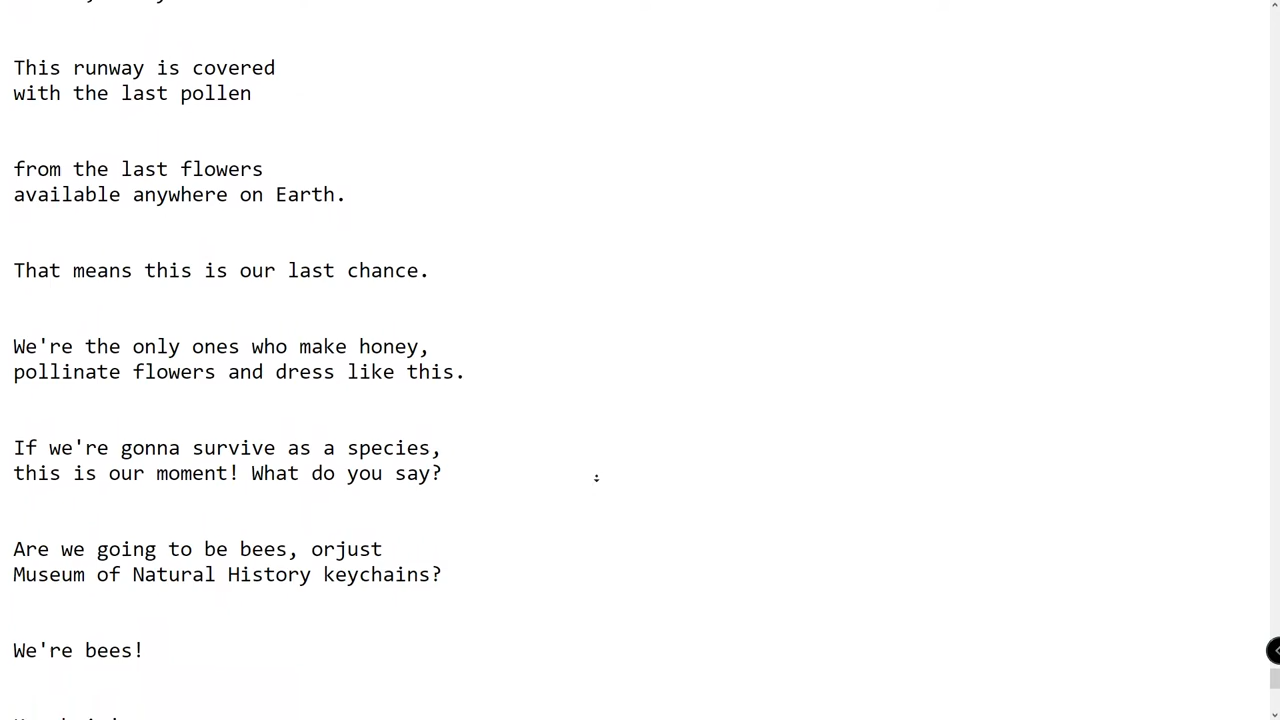 This runway is covered
with the last pollen
from the last flowers
available anywhere on Earth.
That means this is our last chance.
We're the only ones who make honey,
pollinate flowers and dress like this.
If we're gonna survive as a species,
this is our moment! What do you say?
Are we going to be bees, orjust
Museum of Natural History keychains?
We're bees!